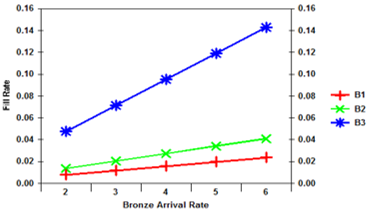 0.16 0.16
0.14 0.14
0.12 0.12
0.10 0.10
0.08 0.08
0.06 0.06
0.04 0.04
0.02 0.02
0.00 0.00
Fill Rate
2 3 4 5 6
Bronze Arrival Rate
B1
B2
B3